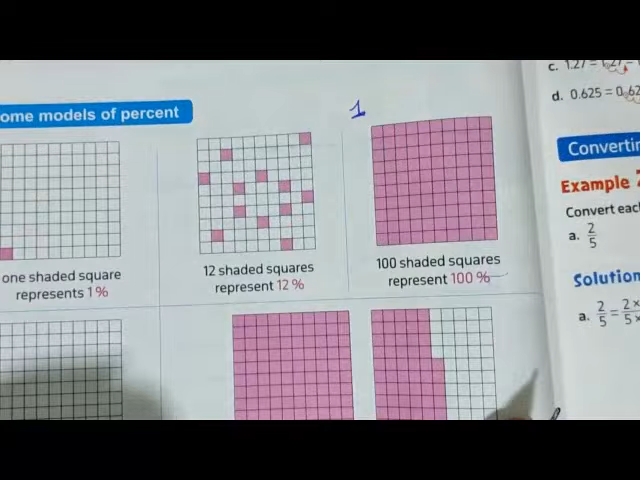 ome models of percent
1
one shaded square
represents 1%
12 shaded squares
represent 12%
100 shaded squares
represent 100%
c. 1.27 =
d. 0.625 = 0.62
Convertin
Example
Convert eac
a. 2/5
Solution
a. 2/5 = 2×/5×